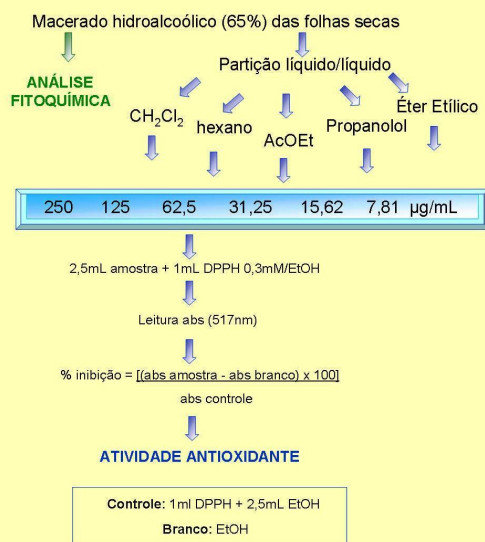 Macerado hidroalcoólico (65%) das folhas secas
ANÁLISE
FITOQUÍMICA
Partição líquido/líquido
CH2Cl2
hexano
AcOEt
Propanolol
Éter Etílico
250 125 62,5 31,25 15,62 7,81 µg/mL
2,5mL amostra + 1mL DPPH 0,3mM/EtOH
Leitura abs (517nm)
% inibição = [(abs amostra - abs branco) x 100]
abs controle
ATIVIDADE ANTIOXIDANTE
Controle: 1ml DPPH + 2,5mL EtOH
Branco: EtOH